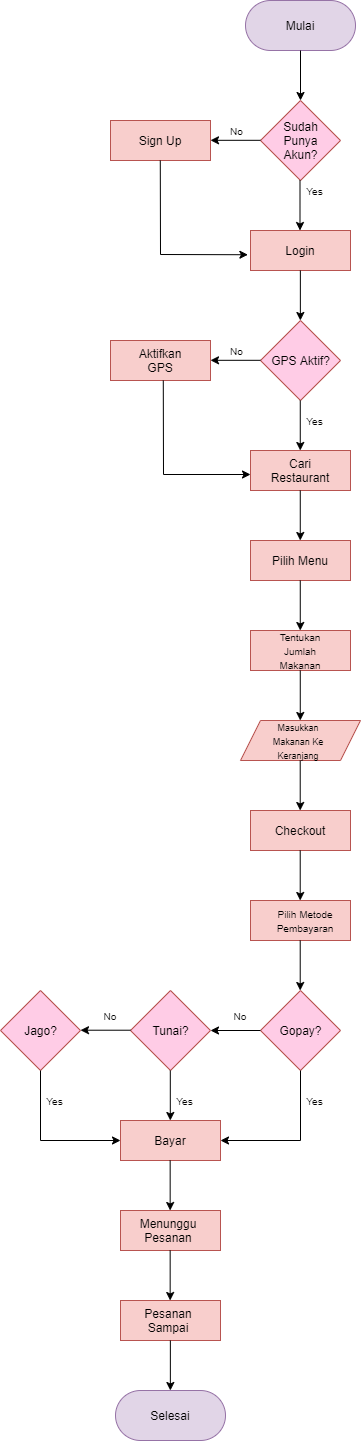 Mulai
Sudah
Punya
Akun?
No
Sign Up
Yes
Login
GPS Aktif?
No
Aktifkan
GPS
Yes
Cari
Restaurant
Pilih Menu
Tentukan
Jumlah
Makanan
Masukkan
Makanan Ke
Keranjang
Checkout
Pilih Metode
Pembayaran
Jago?
No
Tunai?
No
Gopay?
Yes
Yes
Yes
Bayar
Menunggu
Pesanan
Pesanan
Sampai
Selesai